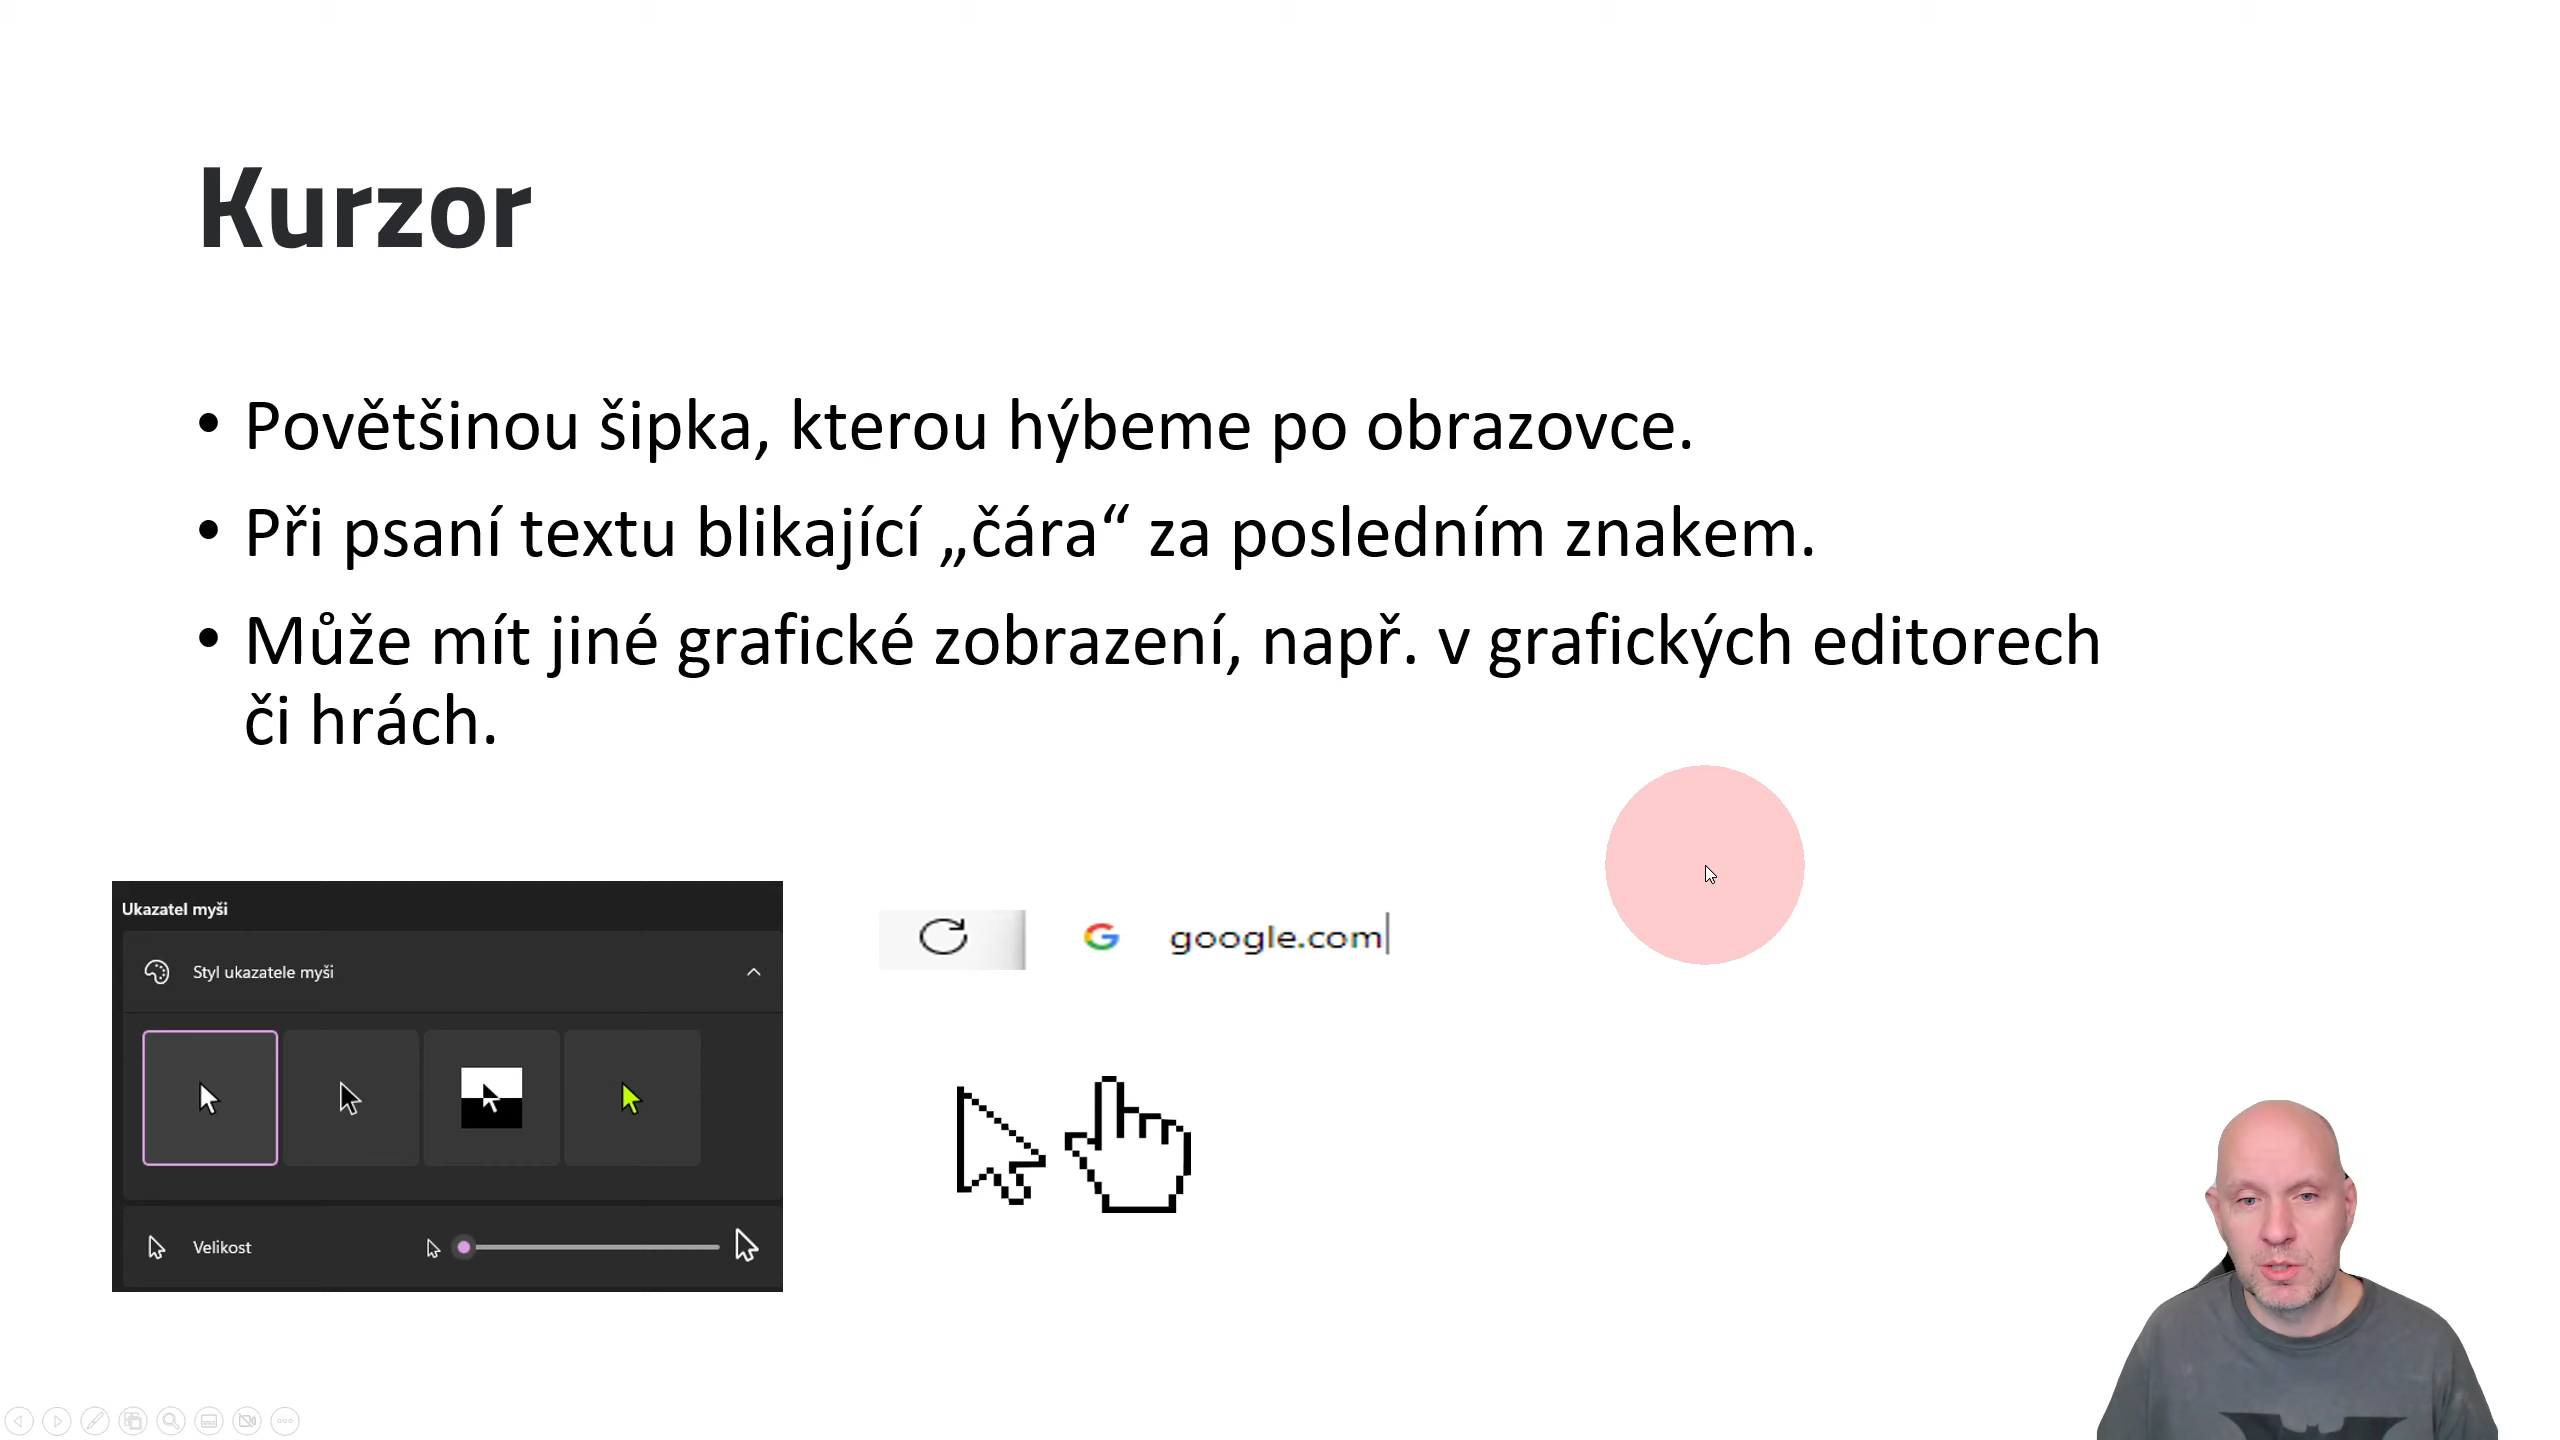 Kurzor
• Povětšinou šipka, kterou hýbeme po obrazovce.
• Při psaní textu blikající „čára“ za posledním znakem.
• Může mít jiné grafické zobrazení, např. v grafických editorech
či hrách.
Ukazatel myši
Styl ukazatele myši
Velikost
google.com